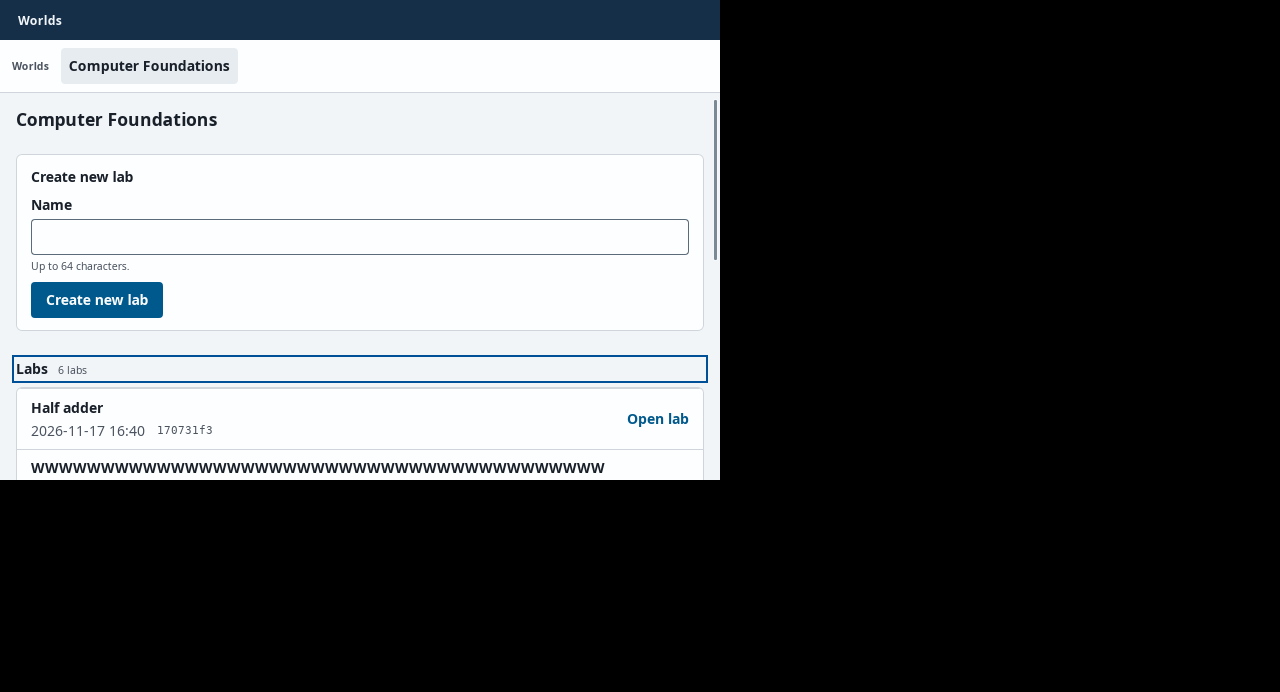 Worlds
Worlds Computer Foundations
Computer Foundations
Create new lab
Name
Up to 64 characters.
Create new lab
Labs 6 labs
Half adder
Open lab
2026-11-17 16:40 170731f3
WWWWWWWWWWWWWWWWWWWWWWWWWWWWWWWWWWWWWWWWW